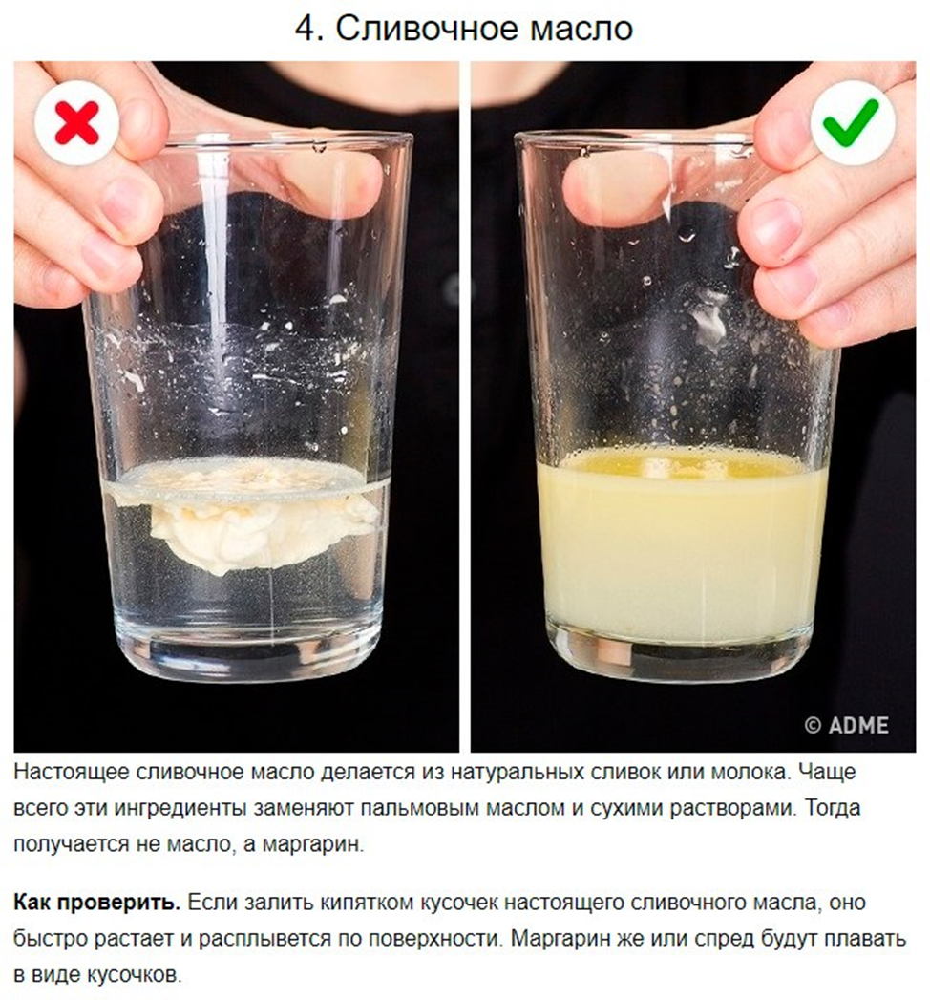 4. Сливочное масло
© ADME
Настоящее сливочное масло делается из натуральных сливок или молока. Чаще
всего эти ингредиенты заменяют пальмовым маслом и сухими растворами. Тогда
получается не масло, а маргарин.
Как проверить. Если залить кипятком кусочек настоящего сливочного масла, оно
быстро растает и расплывется по поверхности. Маргарин же или спред будут плавать
в виде кусочков.